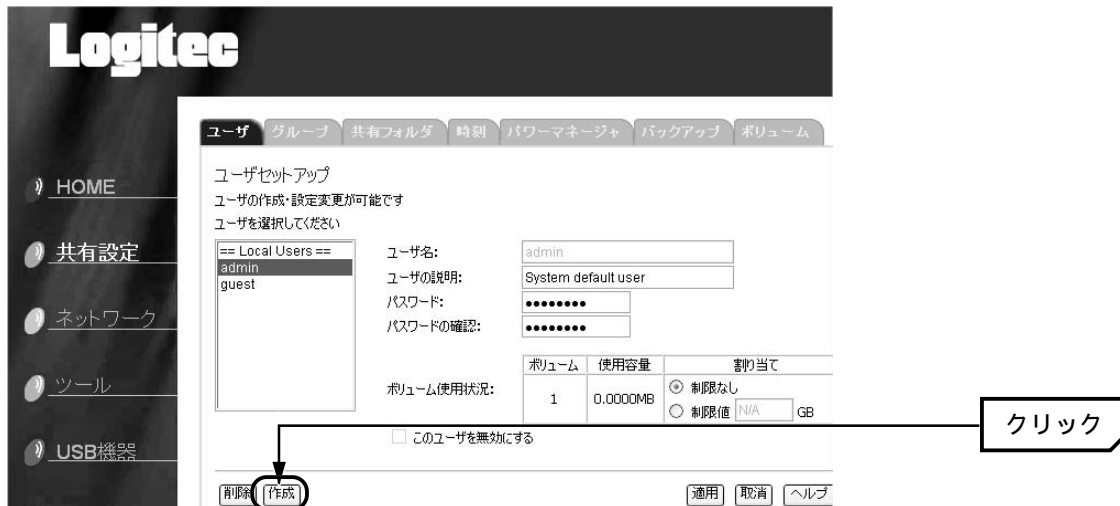 Logitec
ユーザ グループ 共有フォルダ 時刻 パワーマネージャ バックアップ ボリューム
HOME
共有設定
ネットワーク
ツール
USB機器
ユーザセットアップ
ユーザの作成・設定変更が可能です
ユーザを選択してください
== Local Users ==
admin
guest
ユーザ名: admin
ユーザの説明: System default user
パスワード: ●●●●●●●●
パスワードの確認: ●●●●●●●●
ボリューム使用状況:
ボリューム 使用容量 割り当て
1 0.0000MB
制限なし
制限値 N/A GB
このユーザを無効にする
クリック
削除 作成 適用 取消 ヘルプ